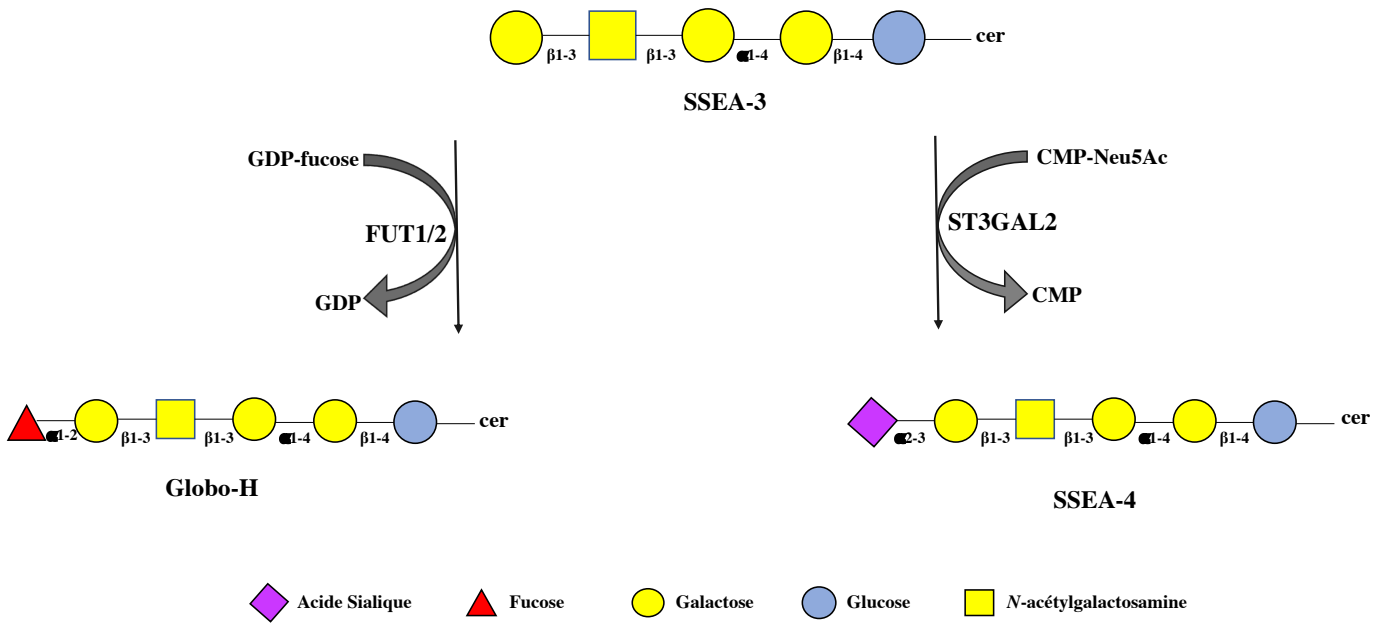 cer
β1-3 β1-3 α1-4 β1-4
SSEA-3
GDP-fucose
CMP-Neu5Ac
FUT1/2
ST3GAL2
GDP
CMP
cer
α1-2 β1-3 β1-3 α1-4 β1-4
Globo-H
cer
α2-3 β1-3 β1-3 α1-4 β1-4
SSEA-4
Acide Sialique Fucose Galactose Glucose N-acétylgalactosamine